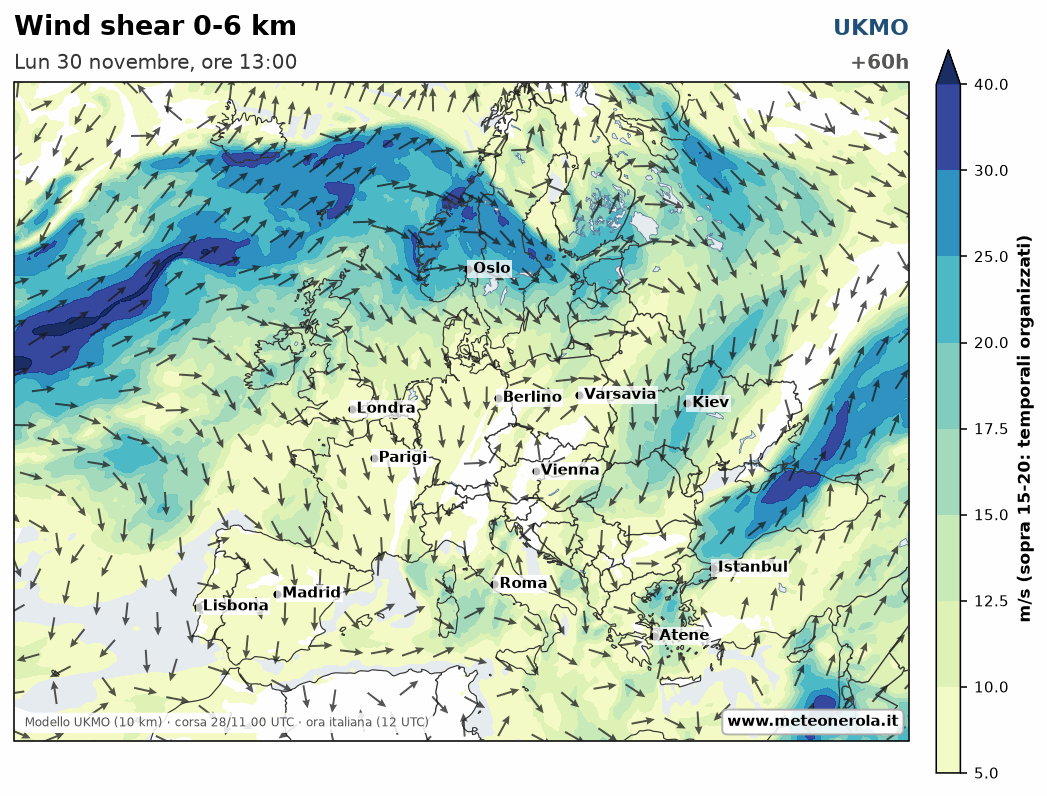 Wind shear 0-6 km
UKMO
Lun 30 novembre, ore 13:00
+60h
40.0
30.0
25.0
20.0
17.5
15.0
12.5
10.0
5.0
m/s (sopra 15-20: temporali organizzati)
Oslo
Londra
Berlino
Varsavia
Kiev
Parigi
Vienna
Istanbul
Roma
Madrid
Lisbona
Atene
Modello UKMO (10 km) · corsa 28/11 00 UTC · ora italiana (12 UTC)
www.meteonerola.it